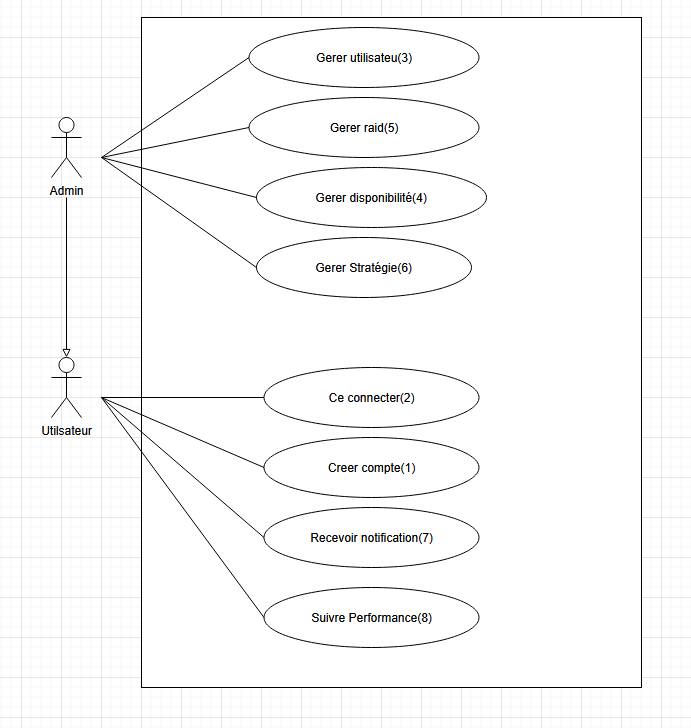 Gerer utilisateu(3)
Gerer raid(5)
Admin
Gerer disponibilité(4)
Gerer Stratégie(6)
Ce connecter(2)
Utilsateur
Creer compte(1)
Recevoir notification(7)
Suivre Performance(8)